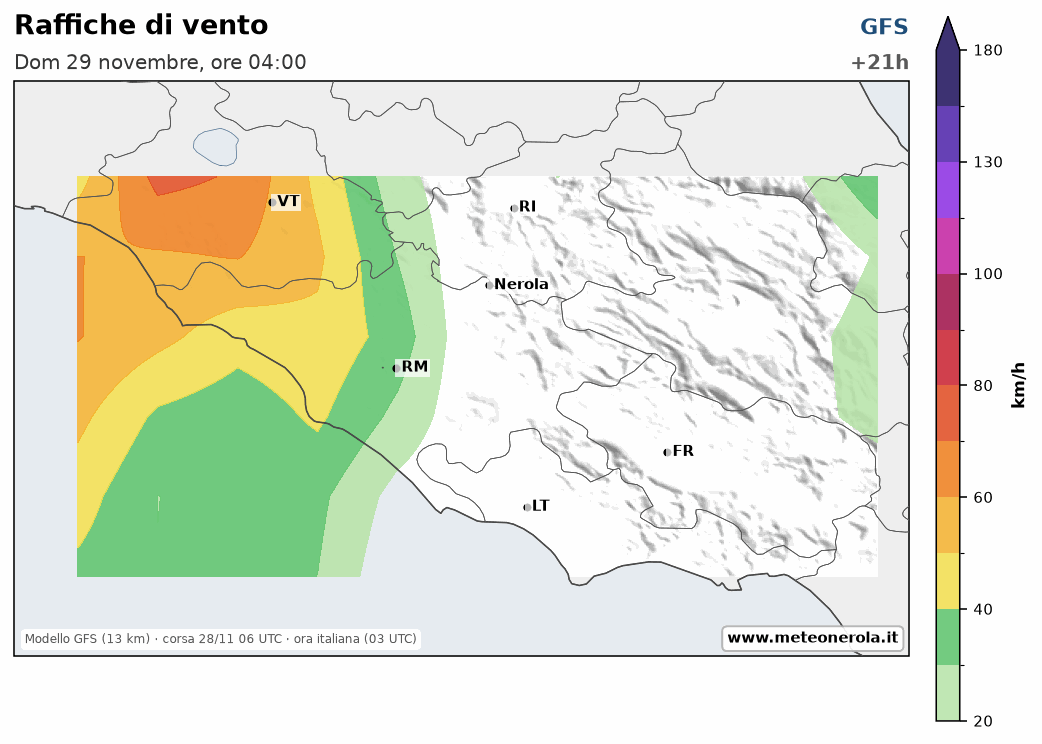 Raffiche di vento
GFS
Dom 29 novembre, ore 04:00
+21h
180
130
100
80
60
40
20
km/h
VT
RI
Nerola
RM
FR
LT
Modello GFS (13 km) · corsa 28/11 06 UTC · ora italiana (03 UTC)
www.meteonerola.it